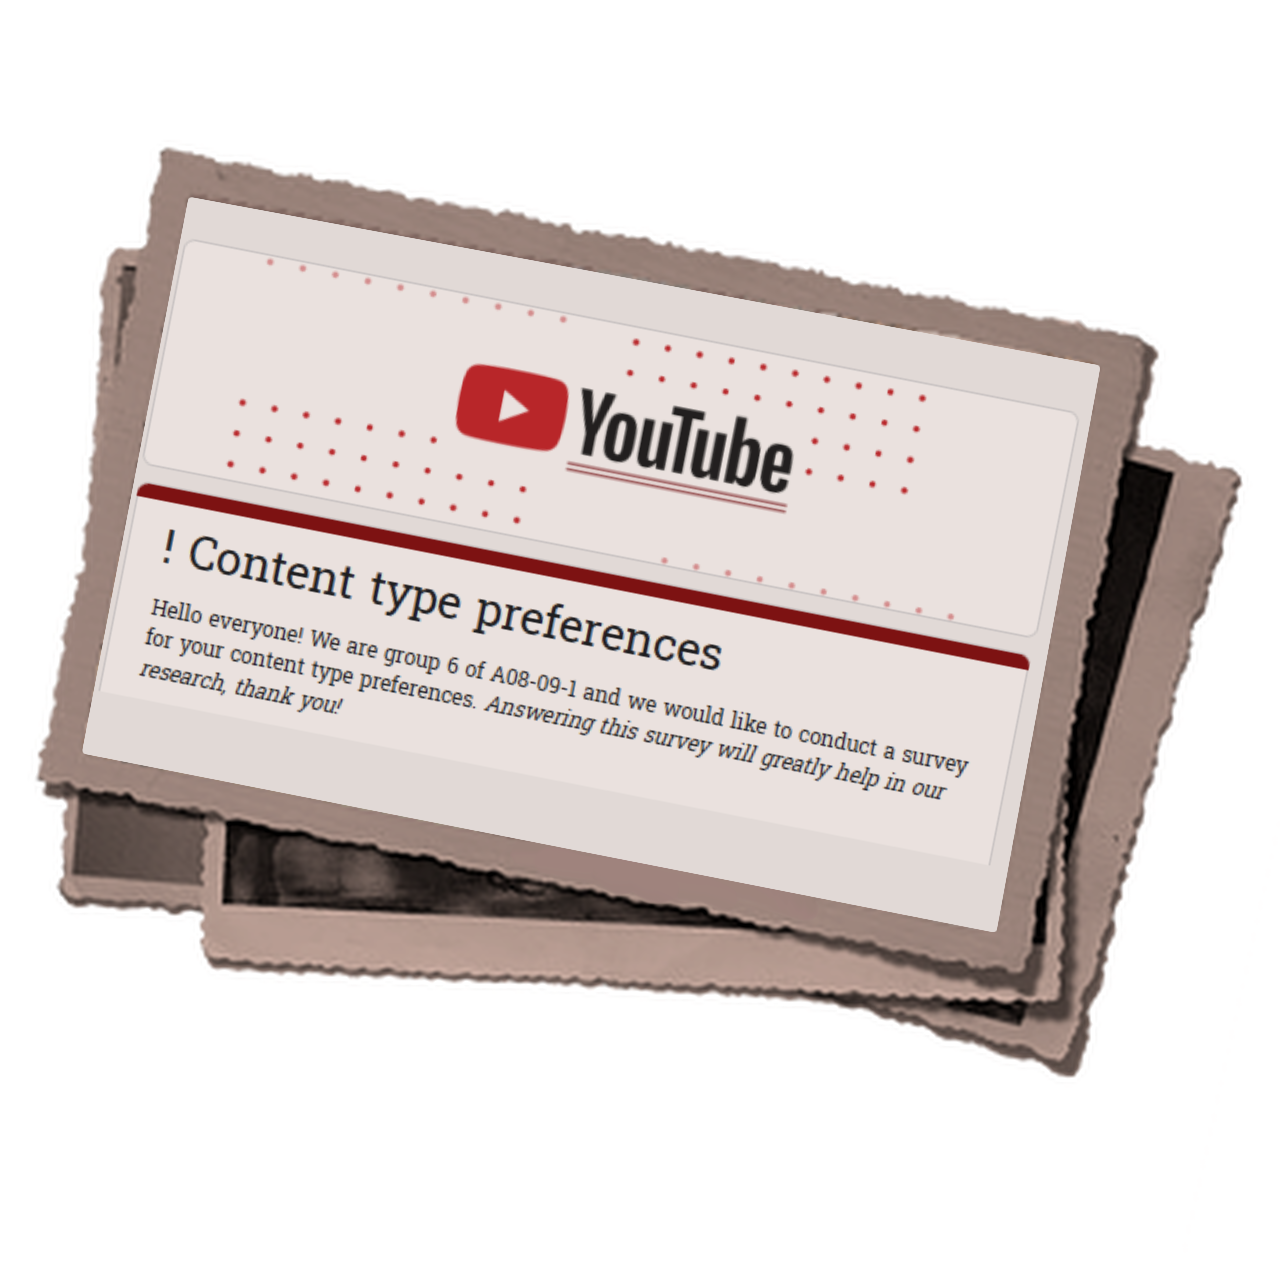 YouTube
! Content type preferences
Hello everyone! We are group 6 of A08-09-1 and we would like to conduct a survey
for your content type preferences. Answering this survey will greatly help in our
research, thank you!